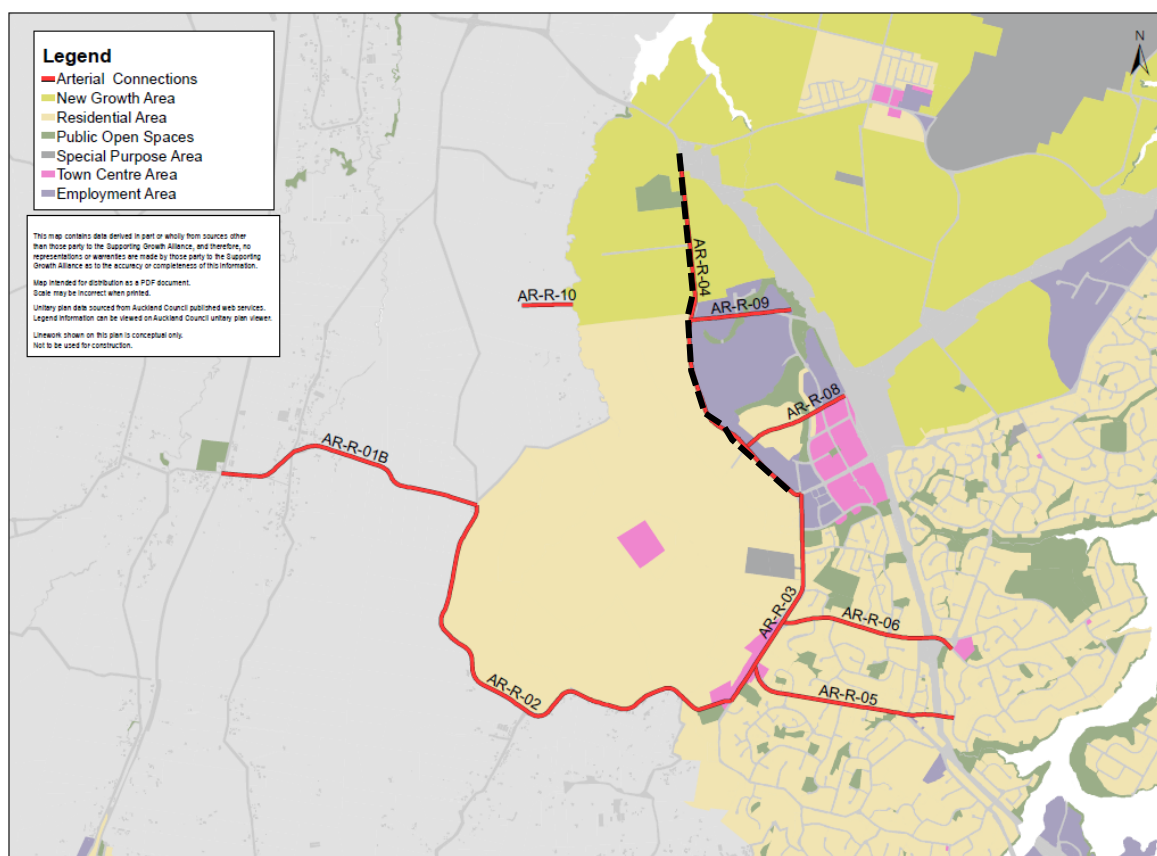 Legend
Arterial Connections
New Growth Area
Residential Area
Public Open Spaces
Special Purpose Area
Town Centre Area
Employment Area
This map contains data derived in part or wholly from sources other
than those party to the Supporting Growth Alliance, and therefore, no
representations or warranties are made by those party to the Supporting
Growth Alliance as to the accuracy or completeness of this information.
Map intended for distribution as a PDF document.
Scale may be incorrect when printed.
Unitary plan data sourced from Auckland Council published web services.
Legend information can be viewed on Auckland Council unitary plan viewer.
Linework shown on this plan is conceptual only.
Not to be used for construction.
N
AR-R-04
AR-R-10
AR-R-09
AR-R-08
AR-R-01B
AR-R-03
AR-R-06
AR-R-02
AR-R-05